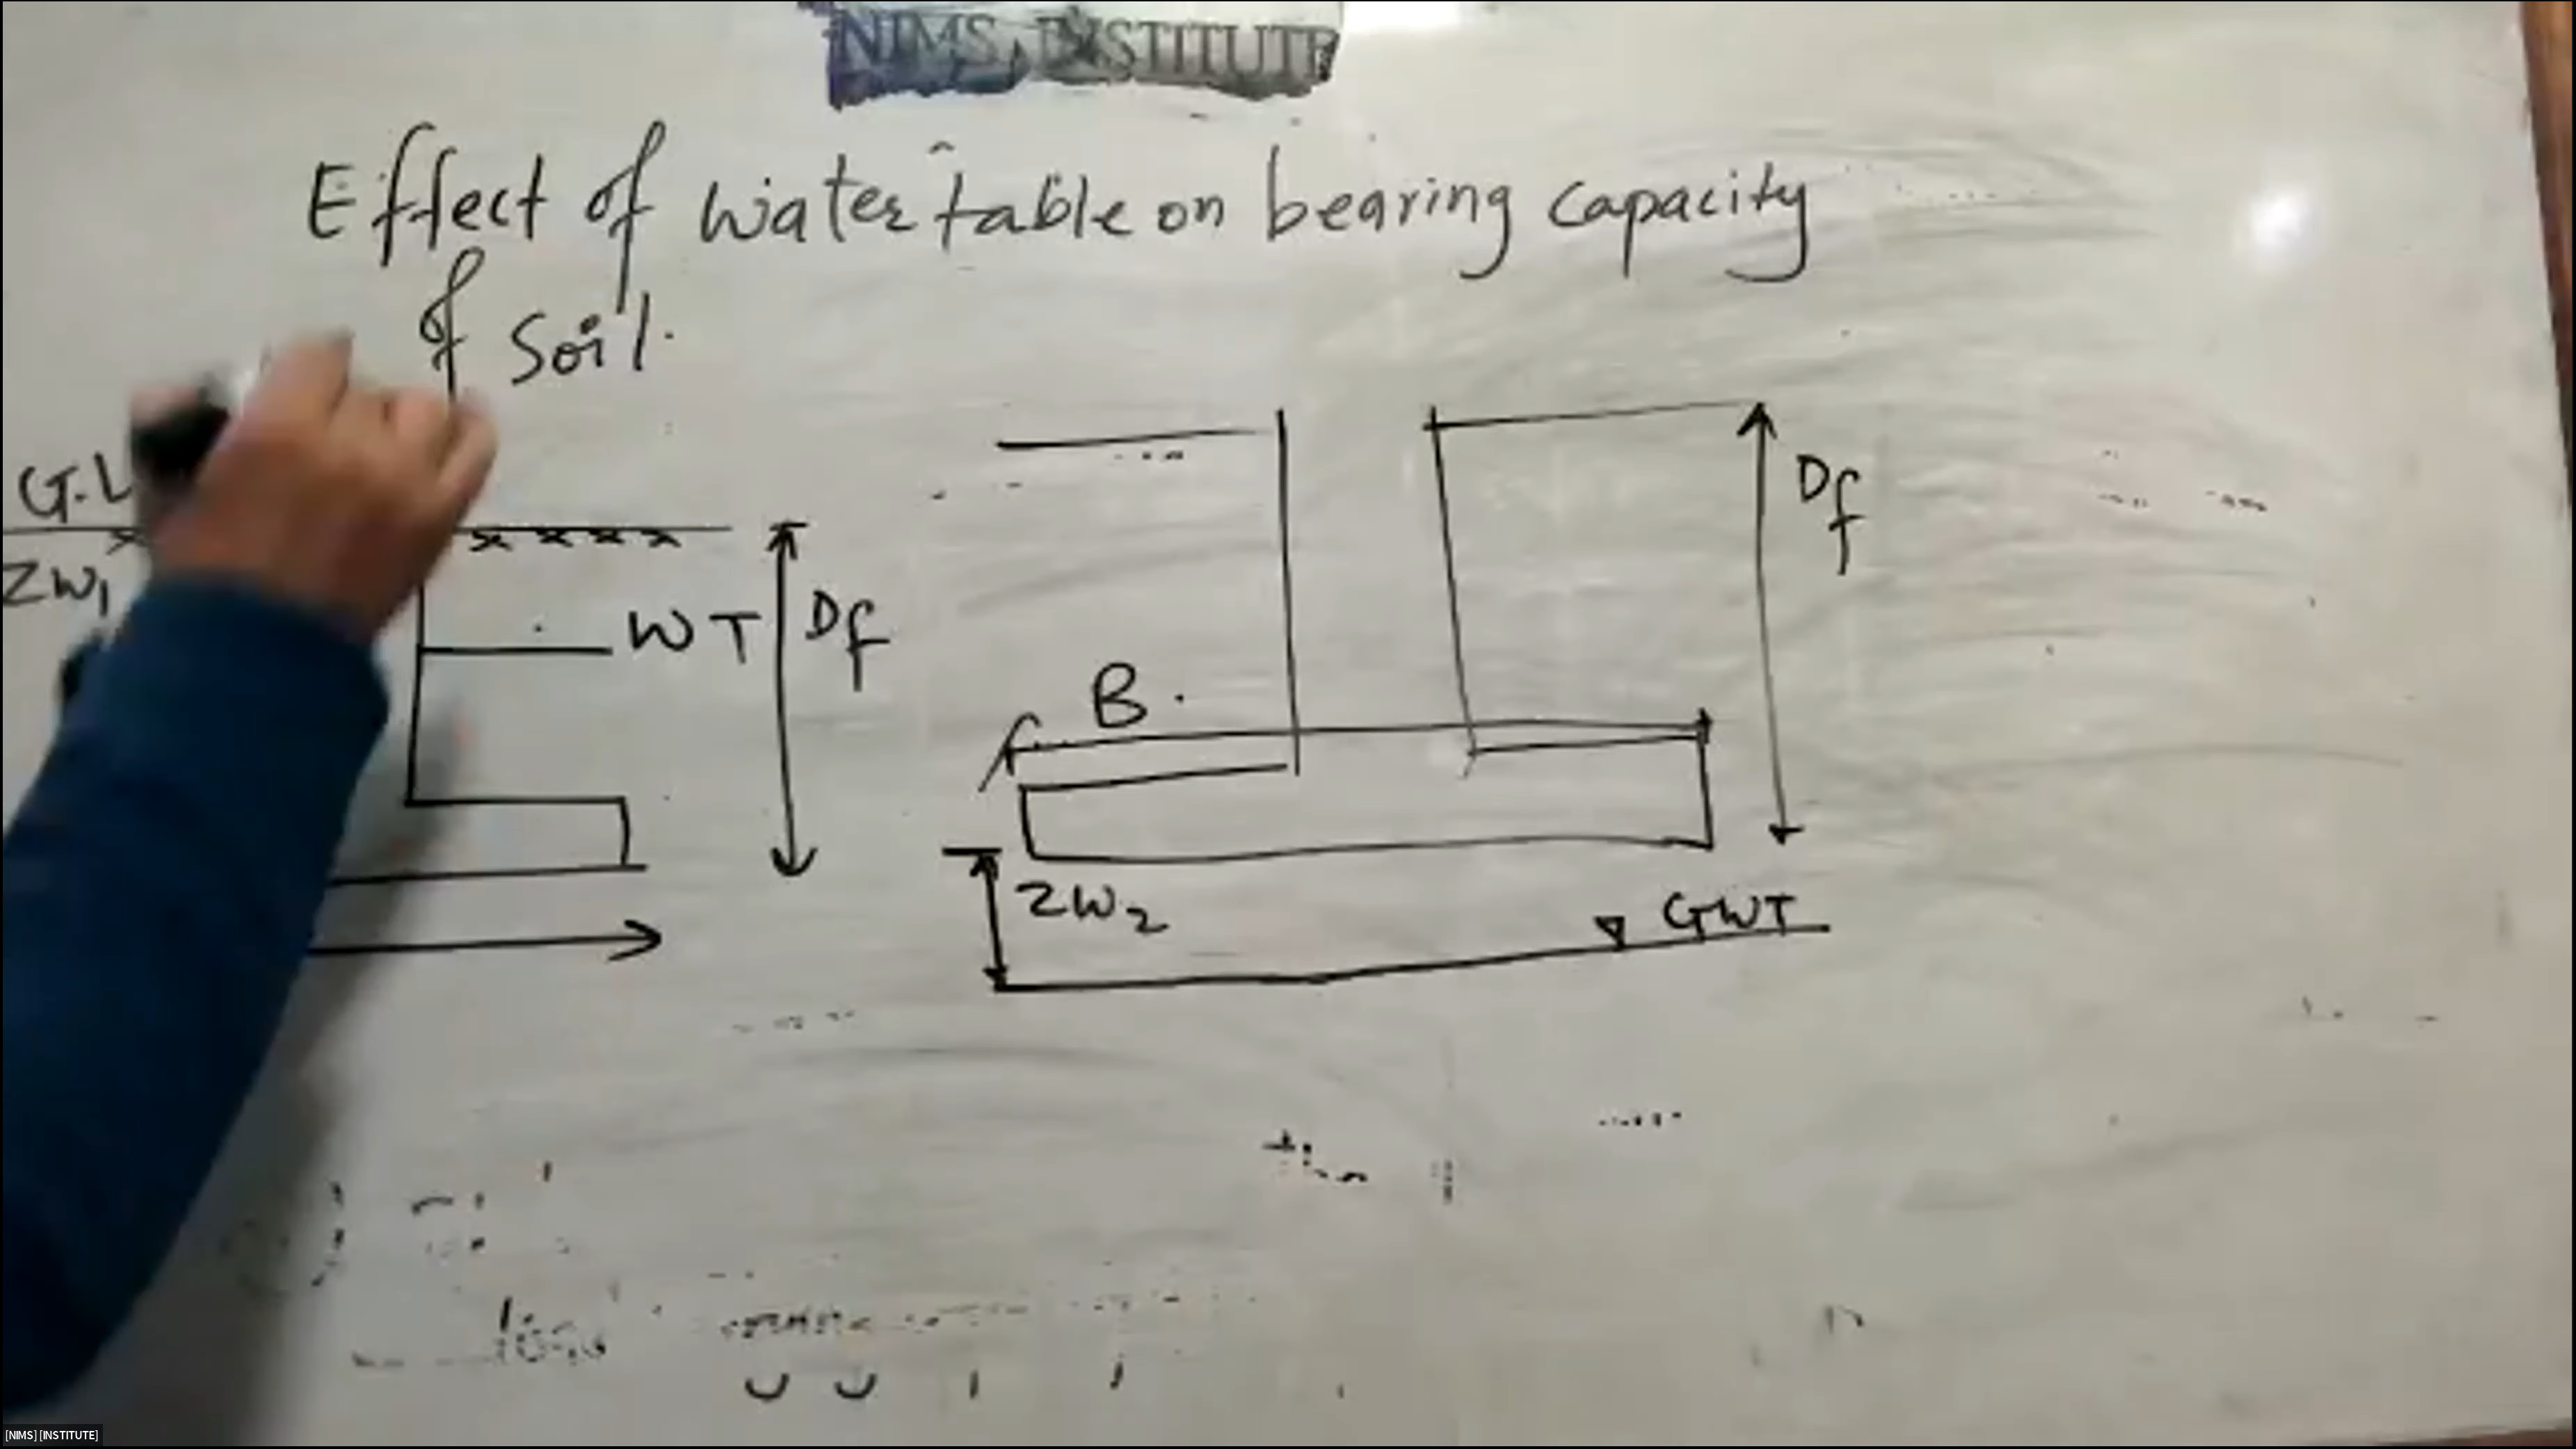 NIMS INSTITUTE
Effect of water table on bearing capacity
of soil.
G.L
Zw1
WT
Df
B.
Df
Zw2
GWT
[NIMS] [INSTITUTE]